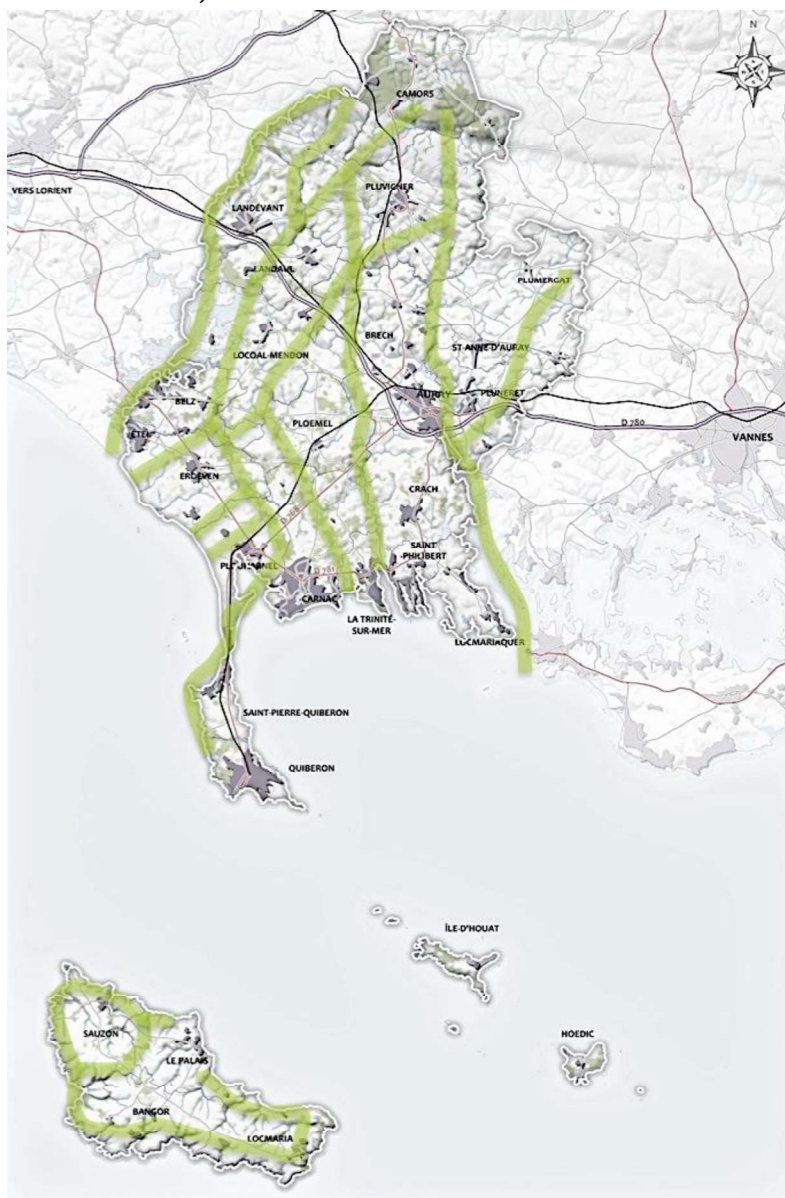 N
CAMORS
VERS LORIENT
PLUVIGNER
LANDÉVANT
LANDAUL
PLUMERGAT
BRECH
LOCOAL-MENDON
ST-ANNE-D'AURAY
BELZ
AURAY
PLUNERET
ÉTEL
PLOEMEL
D 780
VANNES
ERDEVEN
CRACH
D 768
SAINT
-PHILIBERT
D 781
CARNAC
LA TRINITÉ-
SUR-MER
LOCMARIAQUER
SAINT-PIERRE-QUIBERON
QUIBERON
ÎLE-D'HOUAT
SAUZON
HOEDIC
LE PALAIS
BANGOR
LOCMARIA